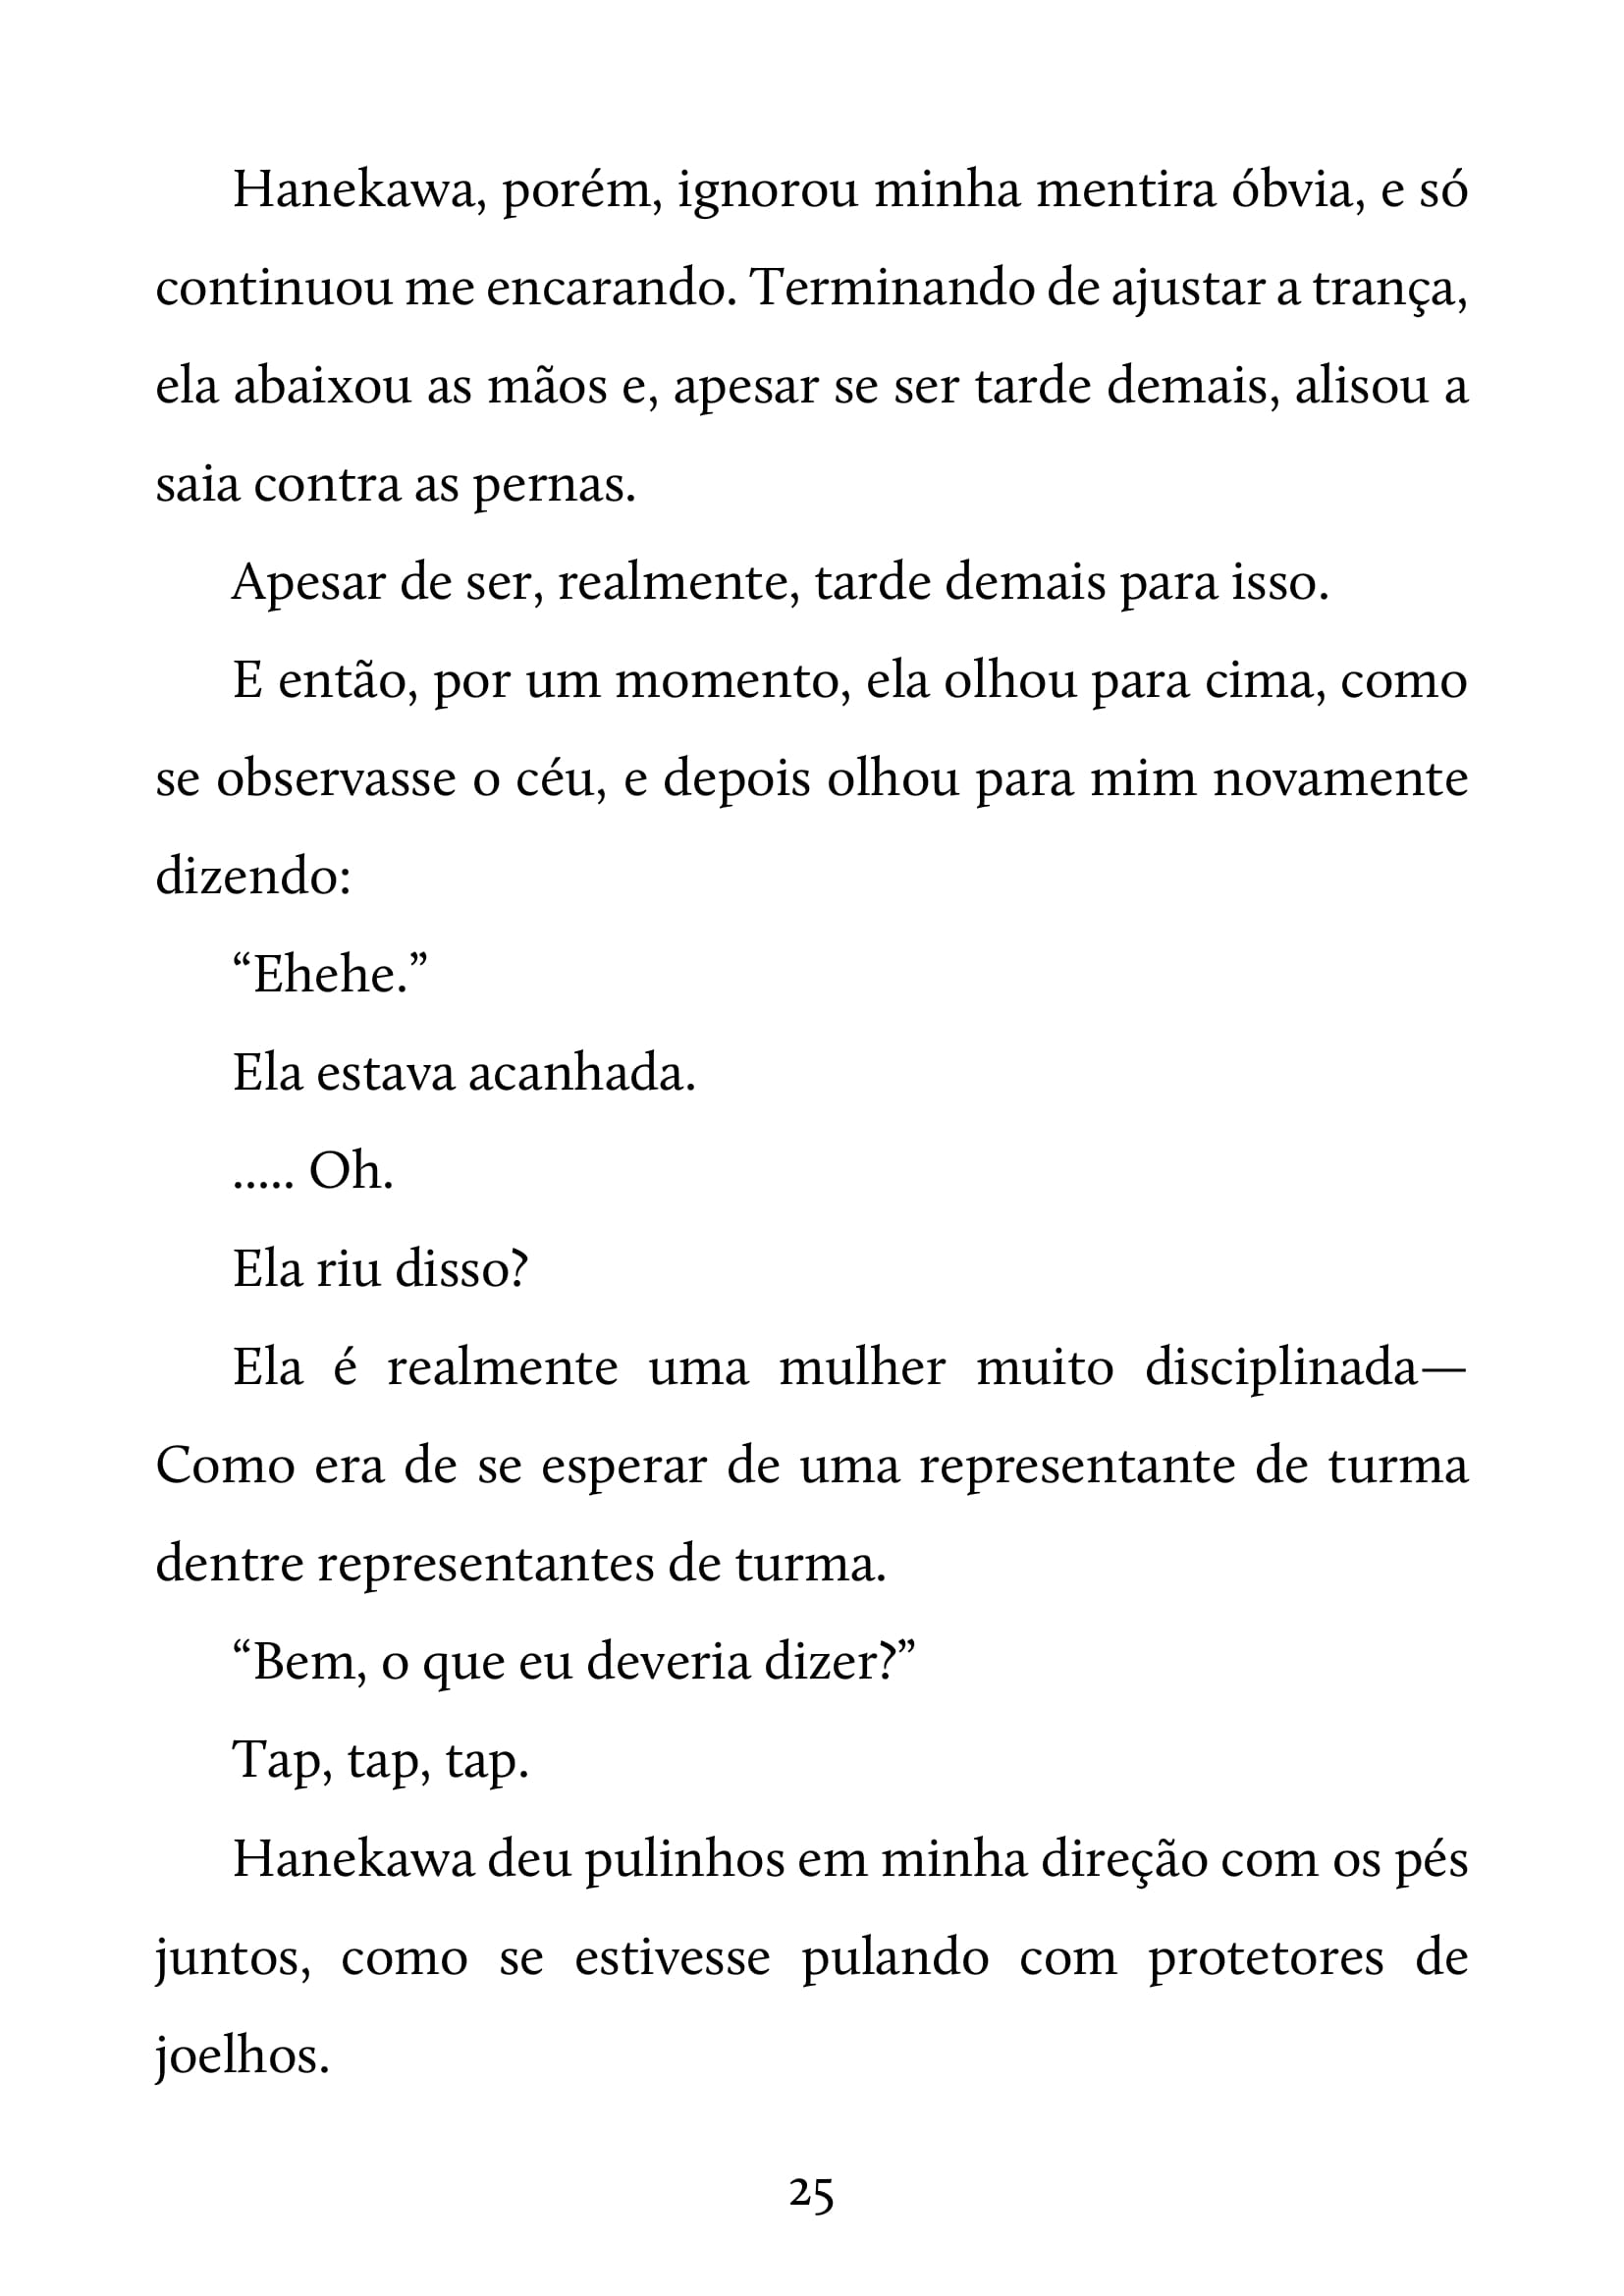 Hanekawa, porém, ignorou minha mentira óbvia, e só
continuou me encarando. Terminando de ajustar a trança,
ela abaixou as mãos e, apesar se ser tarde demais, alisou a
saia contra as pernas.
Apesar de ser, realmente, tarde demais para isso.
E então, por um momento, ela olhou para cima, como
se observasse o céu, e depois olhou para mim novamente
dizendo:
“Ehehe.”
Ela estava acanhada.
..... Oh.
Ela riu disso?
Ela é realmente uma mulher muito disciplinada—
Como era de se esperar de uma representante de turma
dentre representantes de turma.
“Bem, o que eu deveria dizer?”
Tap, tap, tap.
Hanekawa deu pulinhos em minha direção com os pés
juntos, como se estivesse pulando com protetores de
joelhos.
25